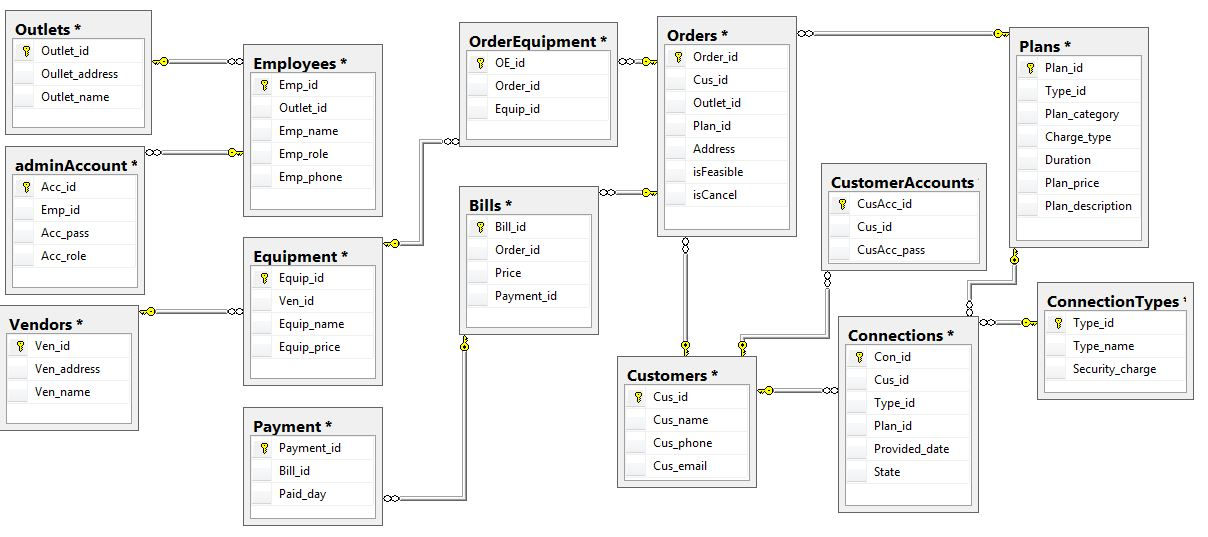 Outlets *
Outlet_id
Oullet_address
Outlet_name
Employees *
Emp_id
Outlet_id
Emp_name
Emp_role
Emp_phone
adminAccount *
Acc_id
Emp_id
Acc_pass
Acc_role
Equipment *
Equip_id
Ven_id
Equip_name
Equip_price
Vendors *
Ven_id
Ven_address
Ven_name
Payment *
Payment_id
Bill_id
Paid_day
OrderEquipment *
OE_id
Order_id
Equip_id
Bills *
Bill_id
Order_id
Price
Payment_id
Orders *
Order_id
Cus_id
Outlet_id
Plan_id
Address
isFeasible
isCancel
Customers *
Cus_id
Cus_name
Cus_phone
Cus_email
CustomerAccounts
CusAcc_id
Cus_id
CusAcc_pass
Connections *
Con_id
Cus_id
Type_id
Plan_id
Provided_date
State
Plans *
Plan_id
Type_id
Plan_category
Charge_type
Duration
Plan_price
Plan_description
ConnectionTypes *
Type_id
Type_name
Security_charge